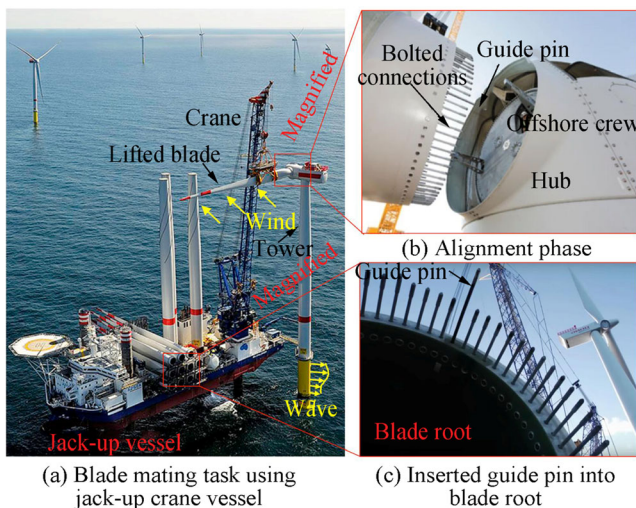 Crane
Magnified
Lifted blade
Wind
Tower
Magnified
Wave
Jack-up vessel
(a) Blade mating task using
jack-up crane vessel
Bolted
connections
Guide pin
Offshore crew
Hub
(b) Alignment phase
Guide pin
Blade root
(c) Inserted guide pin into
blade root